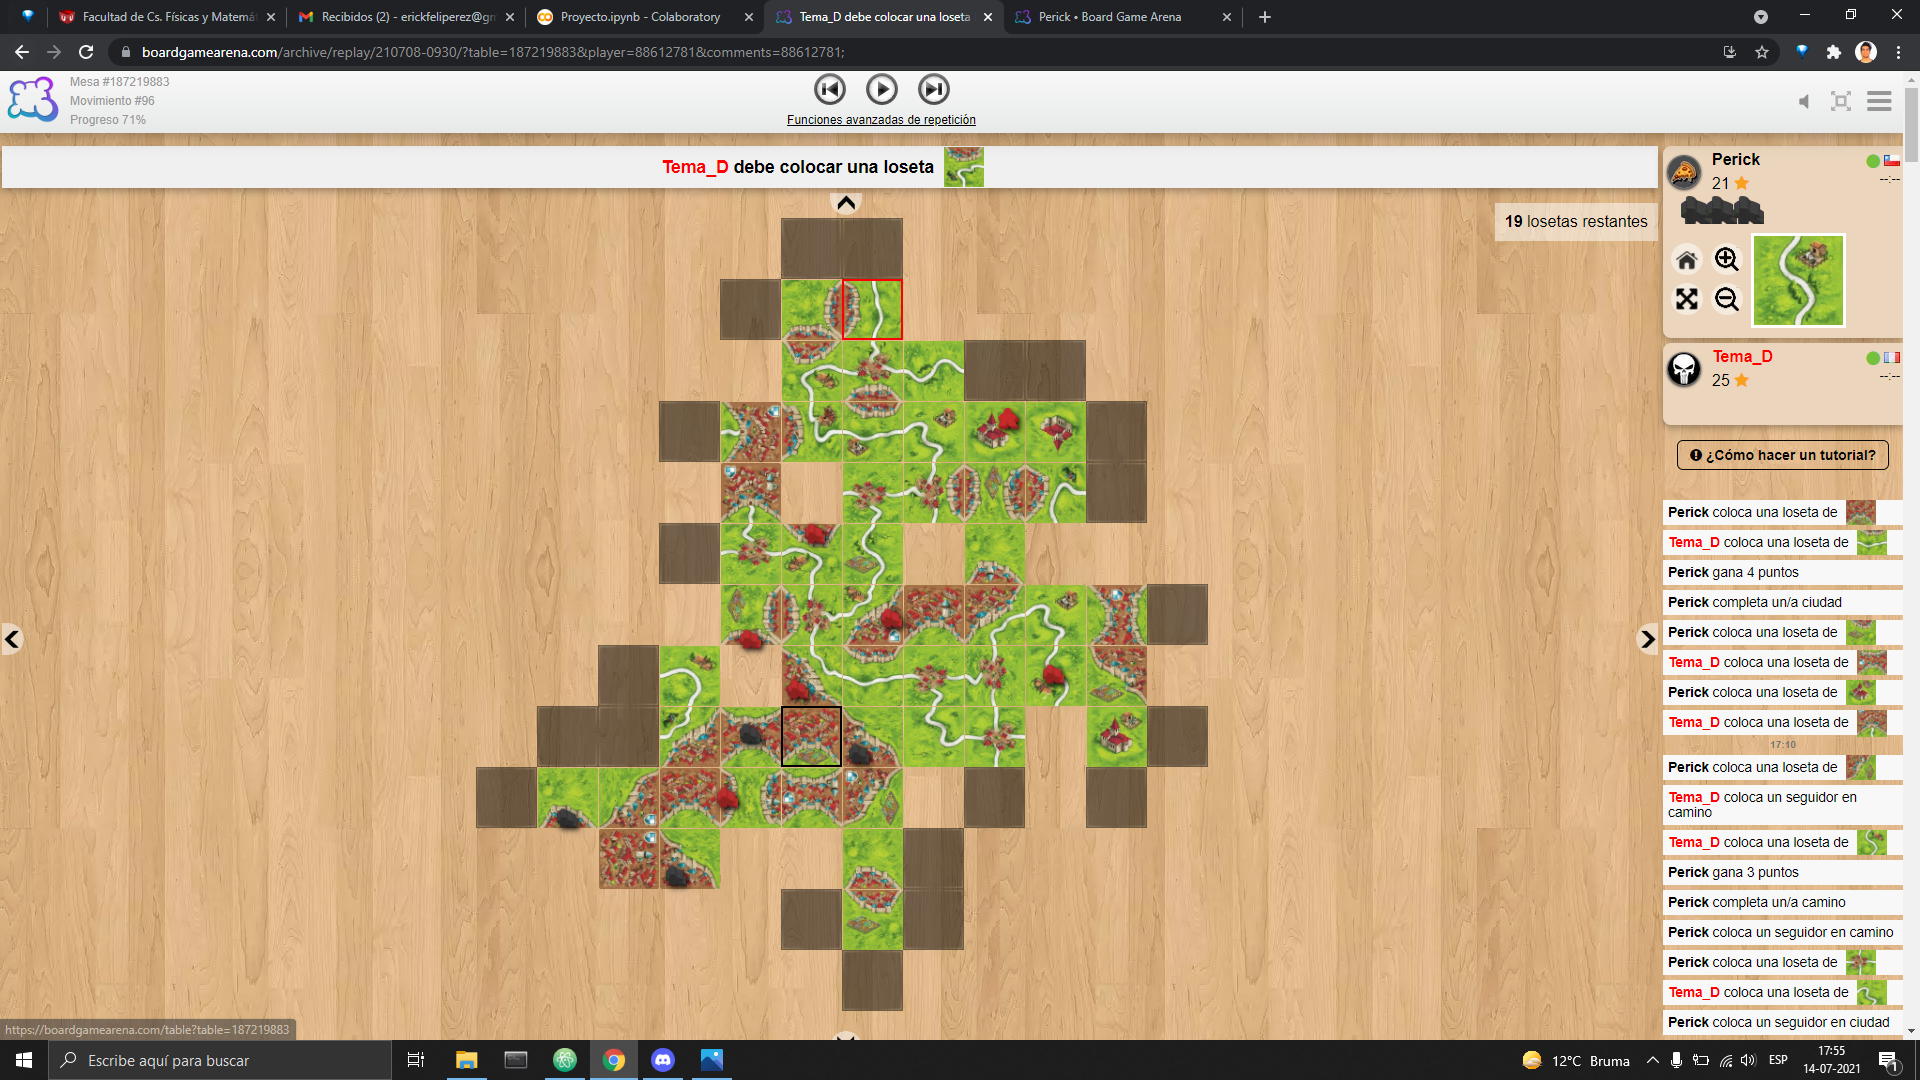 Facultad de Cs. Físicas y Matemá
Recibidos (2) - erickfeliperez@gm
Proyecto.ipynb - Colaboratory
Tema_D debe colocar una loseta
Perick • Board Game Arena
boardgamearena.com/archive/replay/210708-0930/?table=187219883&player=88612781&comments=88612781;
Mesa #187219883
Movimiento #96
Progreso 71%
Funciones avanzadas de repetición
Tema_D debe colocar una loseta
19 losetas restantes
Perick
21
--:--
Tema_D
25
--:--
¿Cómo hacer un tutorial?
Perick coloca una loseta de
Tema_D coloca una loseta de
Perick gana 4 puntos
Perick completa un/a ciudad
Perick coloca una loseta de
Tema_D coloca una loseta de
Perick coloca una loseta de
Tema_D coloca una loseta de
17:10
Perick coloca una loseta de
Tema_D coloca un seguidor en
camino
Tema_D coloca una loseta de
Perick gana 3 puntos
Perick completa un/a camino
Perick coloca un seguidor en camino
Perick coloca una loseta de
Tema_D coloca una loseta de
Perick coloca un seguidor en ciudad
https://boardgamearena.com/table?table=187219883
Escribe aquí para buscar
12°C Bruma
ESP
17:55
14-07-2021
1